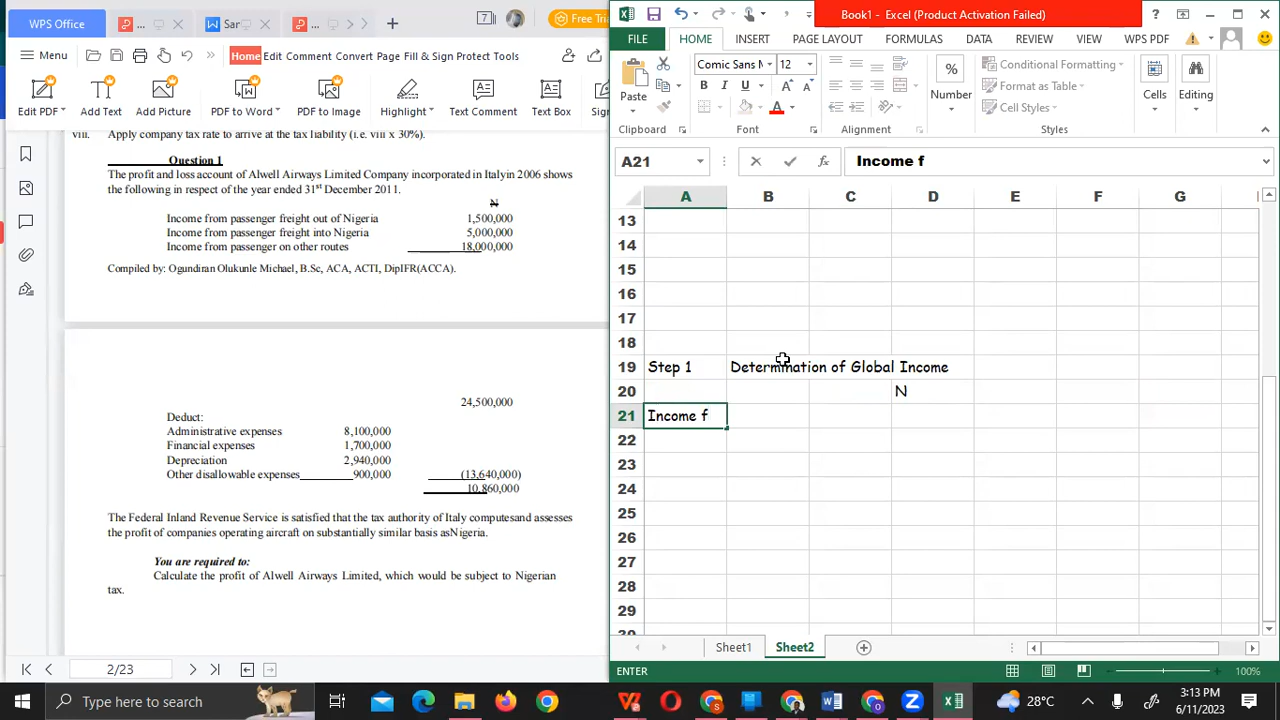 WPS Office
...
Sar
...
7
Free Tria
Menu
Home Edit Comment Convert Page Fill & Sign Protect Tools
Edit PDF
Add Text
Add Picture
PDF to Word
PDF to Image
Highlight
Text Comment
Text Box
Sign
viii. Apply company tax rate to arrive at the tax liability (i.e. viii x 30%).
Question 1
The profit and loss account of Alwell Airways Limited Company incorporated in Italyin 2006 shows
the following in respect of the year ended 31st December 2011.
N
Income from passenger freight out of Nigeria 1,500,000
Income from passenger freight into Nigeria 5,000,000
Income from passenger on other routes 18,000,000
Compiled by: Ogundiran Olukunle Michael, B.Sc, ACA, ACTI, DipIFR(ACCA).
24,500,000
Deduct:
Administrative expenses 8,100,000
Financial expenses 1,700,000
Depreciation 2,940,000
Other disallowable expenses 900,000 (13,640,000)
10,860,000
The Federal Inland Revenue Service is satisfied that the tax authority of Italy computesand assesses
the profit of companies operating aircraft on substantially similar basis asNigeria.
You are required to:
Calculate the profit of Alwell Airways Limited, which would be subject to Nigerian
tax.
2/23
Book1 - Excel (Product Activation Failed)
FILE HOME INSERT PAGE LAYOUT FORMULAS DATA REVIEW VIEW WPS PDF
Comic Sans M 12
Paste
B I U
A A
A
%
Number
Conditional Formatting
Format as Table
Cell Styles
Cells
Editing
Clipboard Font Alignment Styles
A21
fx
Income f
A B C D E F G
13
14
15
16
17
18
19 Step 1 Determination of Global Income
20 N
21 Income f
22
23
24
25
26
27
28
29
30
Sheet1 Sheet2
ENTER
100%
Type here to search
28°C
3:13 PM
6/11/2023